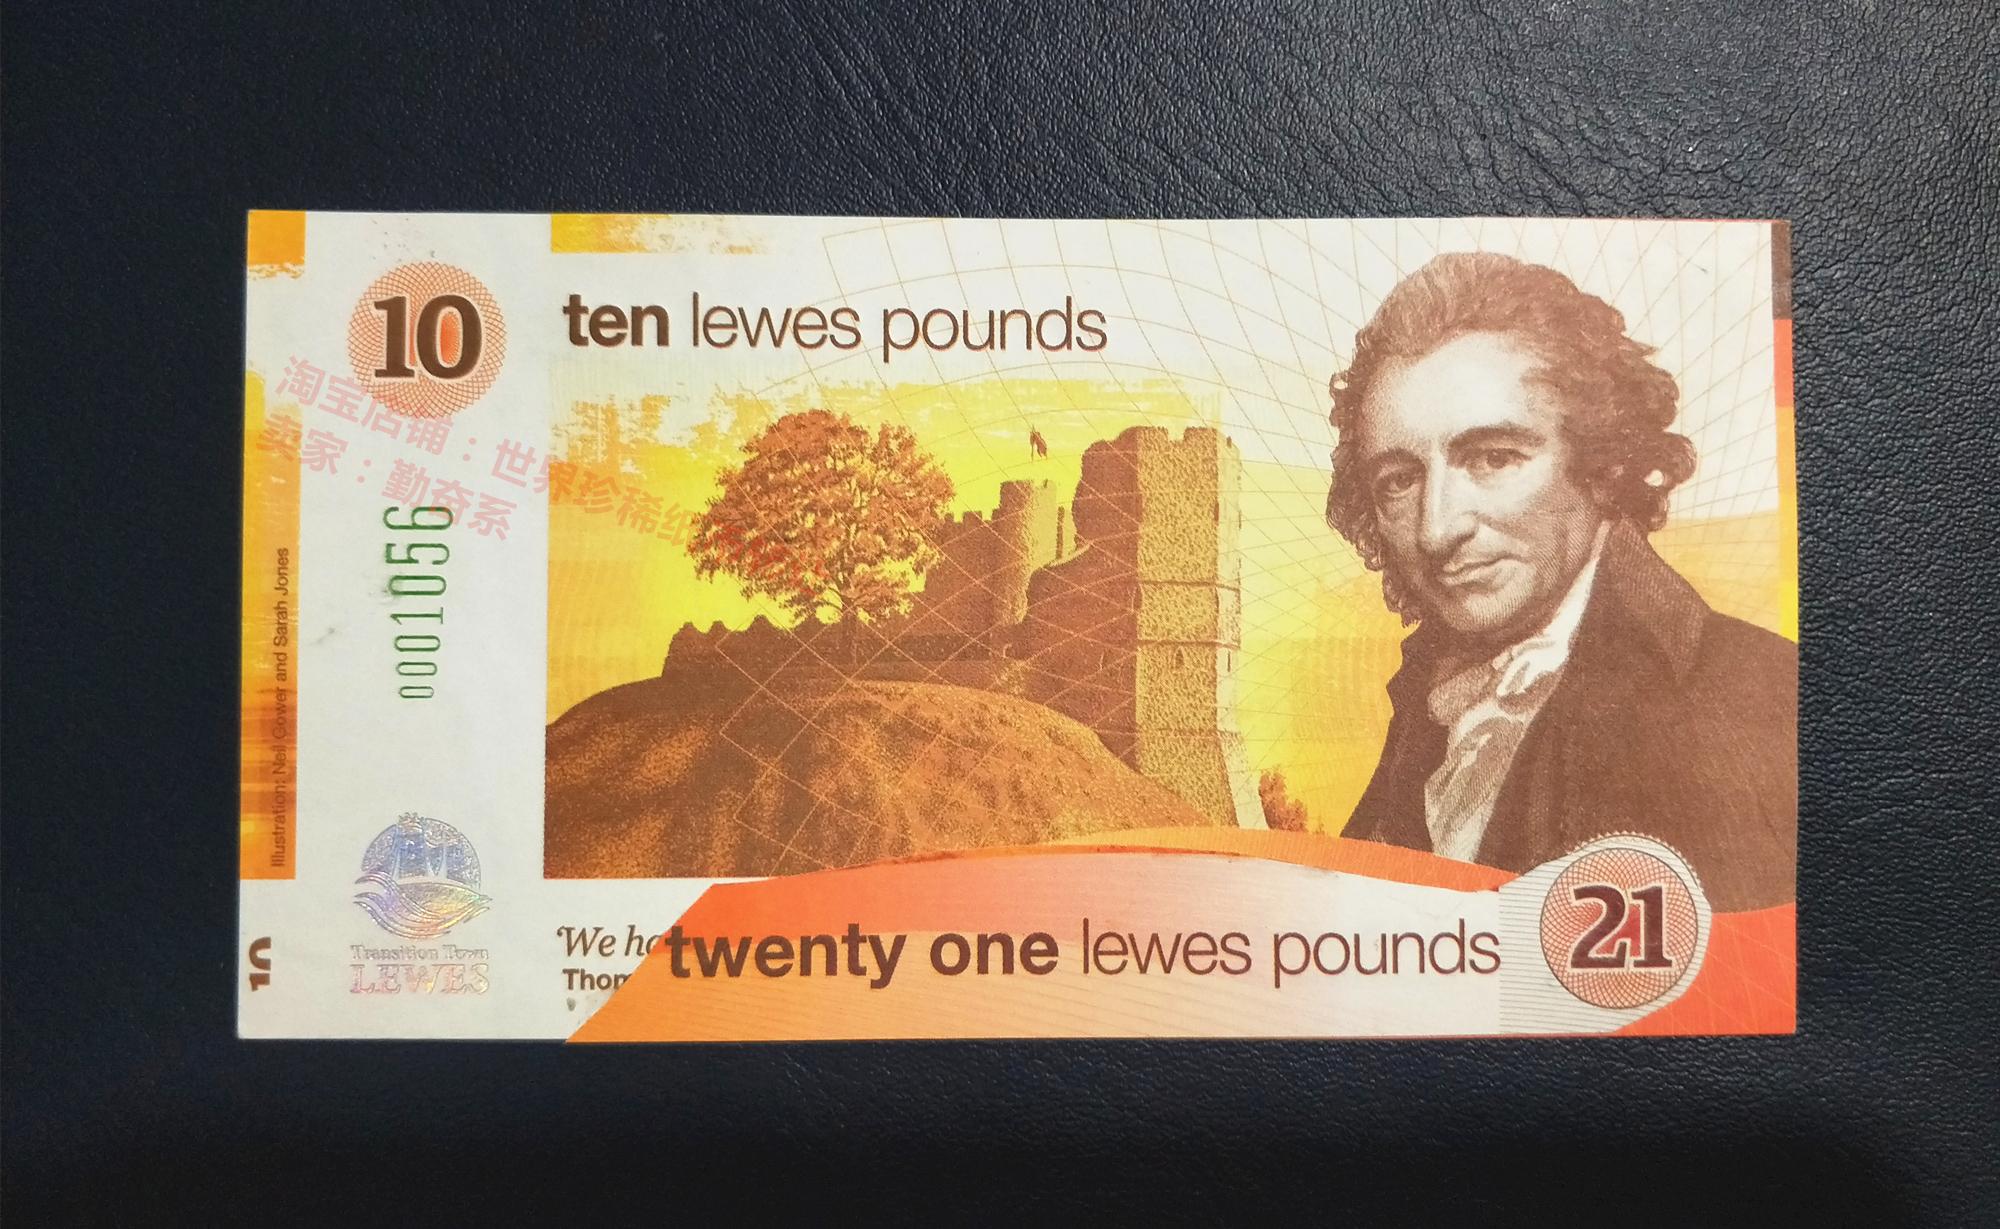 10
ten lewes pounds
淘宝店铺：世界珍稀纸
卖家：勤奋系
0001056
Illustration: Neil Gower and Sarah Jones
Transition Town
LEWES
10
'We ha
Thom
twenty one lewes pounds
21